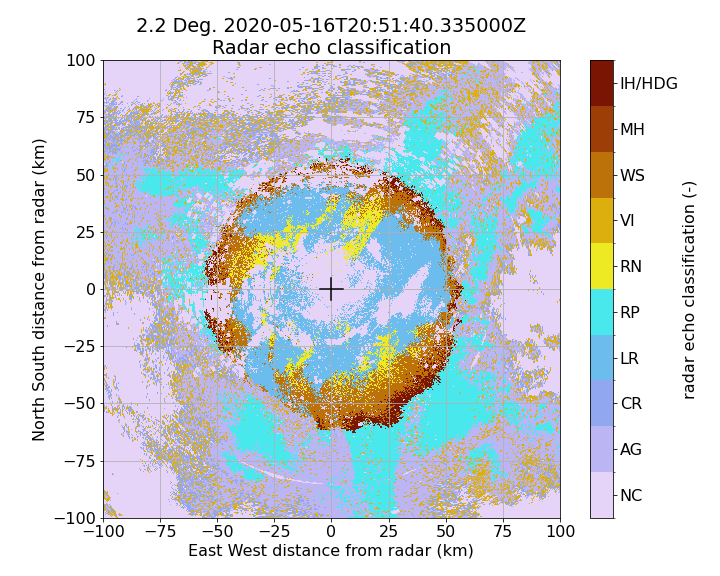 2.2 Deg. 2020-05-16T20:51:40.335000Z
Radar echo classification
100
75
50
25
0
−25
−50
−75
−100
−100 −75 −50 −25 0 25 50 75 100
East West distance from radar (km)
North South distance from radar (km)
IH/HDG
MH
WS
VI
RN
RP
LR
CR
AG
NC
radar echo classification (-)